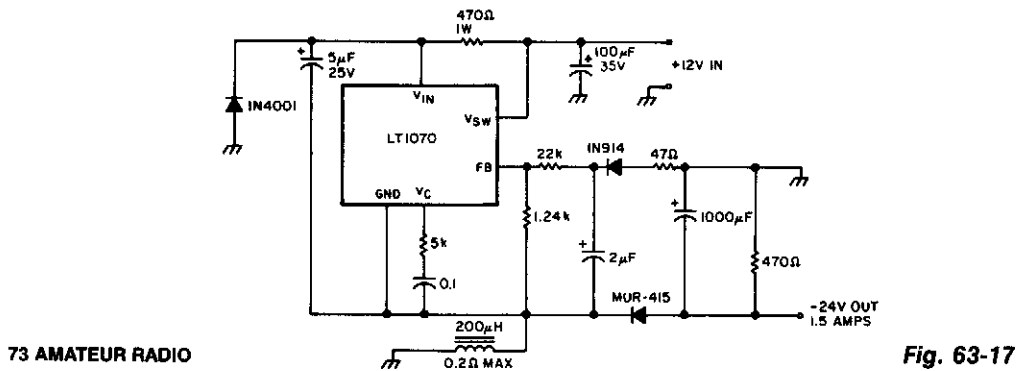 470Ω
1W
5µF
25V
100µF
35V
+12V IN
1N4001
VIN
VSW
LT1070
FB
22k
1N914
47Ω
GND
VC
1.24k
1000µF
5k
2µF
470Ω
0.1
MUR-415
-24V OUT
1.5 AMPS
200µH
0.2Ω MAX
73 AMATEUR RADIO
Fig. 63-17